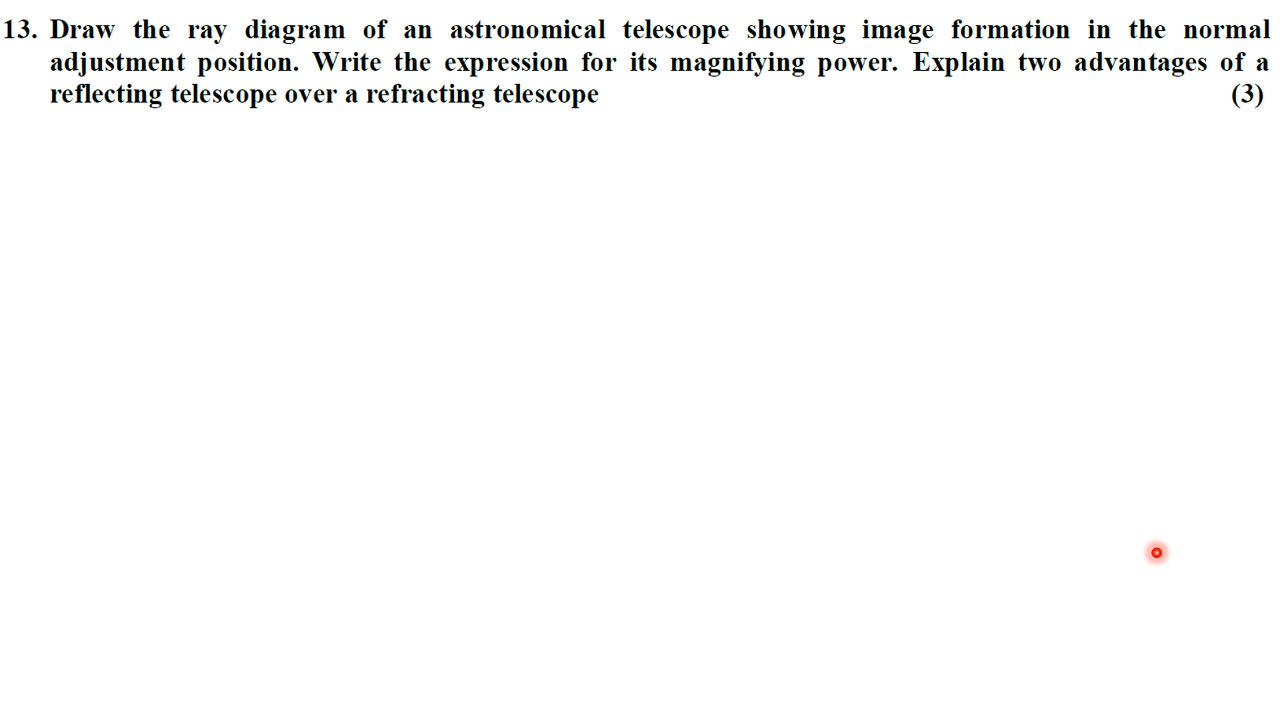 13. Draw the ray diagram of an astronomical telescope showing image formation in the normal
adjustment position. Write the expression for its magnifying power. Explain two advantages of a
reflecting telescope over a refracting telescope (3)